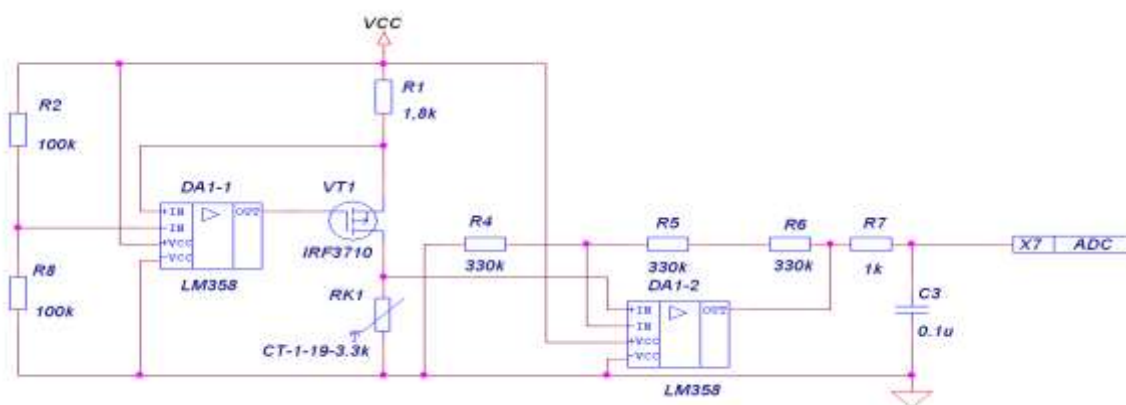 VCC
R1
1,8k
R2
100k
DA1-1
+IN
-IN
+VCC
-VCC
OUT
LM358
VT1
IRF3710
R8
100k
RK1
T
CT-1-19-3.3k
R4
330k
R5
330k
R6
330k
R7
1k
X7 ADC
DA1-2
+IN
-IN
+VCC
-VCC
OUT
LM358
C3
0.1u